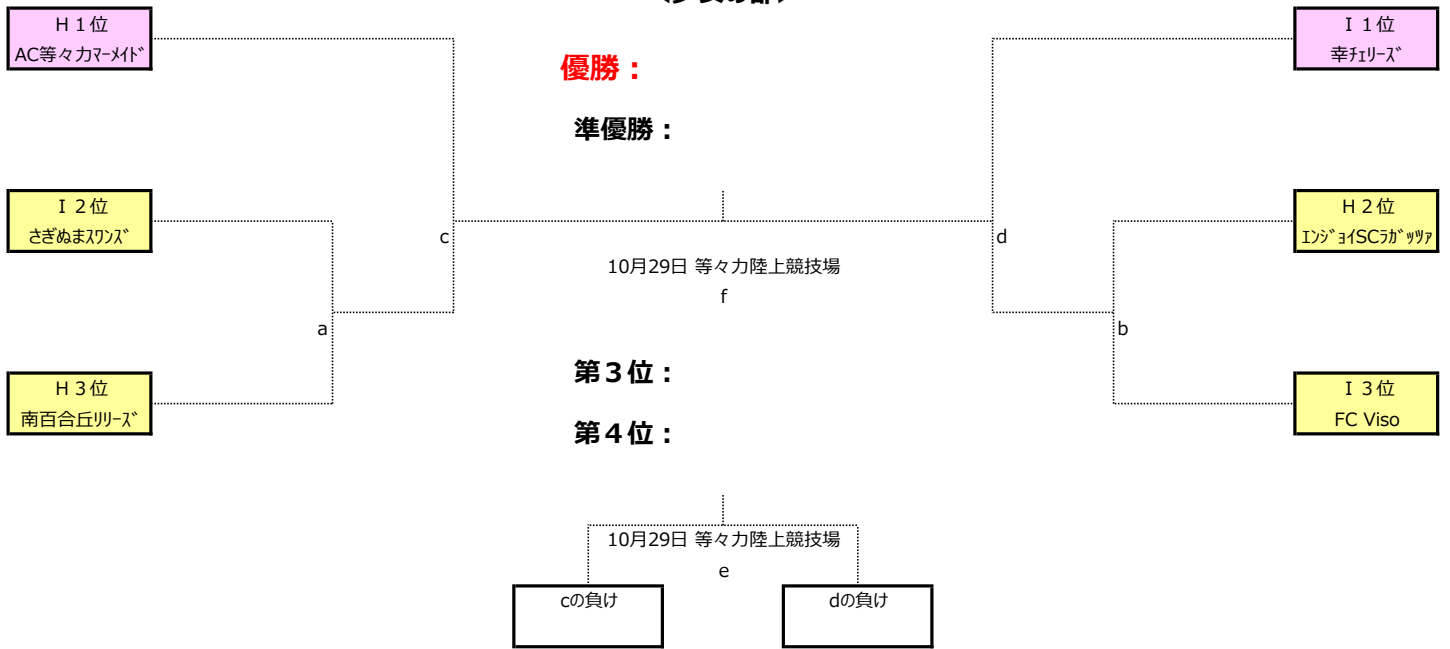 H１位
AC等々力ﾏｰﾒｲﾄﾞ
I １位
幸ﾁｪﾘｰｽﾞ
優勝：
準優勝：
I ２位
さぎぬまｽﾜﾝｽﾞ
H２位
ｴﾝｼﾞｮｲSCﾗｶﾞｯﾂｧ
c
d
10月29日 等々力陸上競技場
f
a
b
第３位：
H３位
南百合丘ﾘﾘｰｽﾞ
I ３位
FC Viso
第４位：
10月29日 等々力陸上競技場
e
cの負け
dの負け